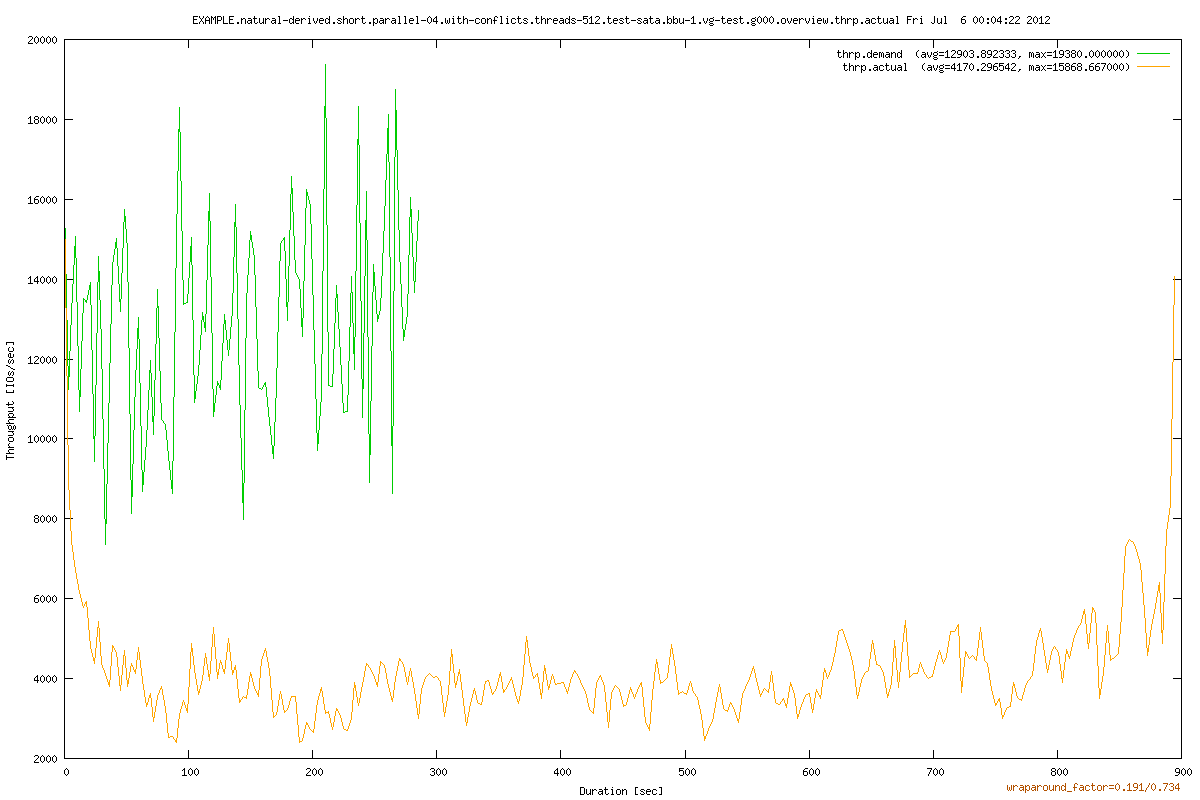 EXAMPLE.natural-derived.short.parallel-04.with-conflicts.threads-512.test-sata.bbu-1.vg-test.g000.overview.thrp.actual Fri Jul  6 00:04:22 2012
thrp.demand  (avg=12903.892333, max=19380.000000)
thrp.actual  (avg=4170.296542, max=15868.667000)
20000
18000
16000
14000
12000
10000
8000
6000
4000
2000
Throughput [IOs/sec]
0 100 200 300 400 500 600 700 800 900
Duration [sec]
wraparound_factor=0.191/0.734